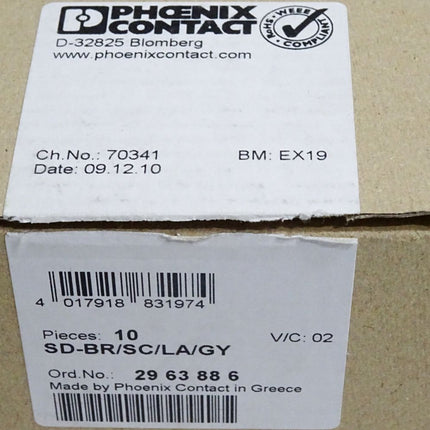 PHŒNIX
CONTACT
D-32825 Blomberg
www.phoenixcontact.com
RoHS - WEEE
COMPLIANT
Ch.No.: 70341 BM: EX19
Date: 09.12.10
4 017918 831974
Pieces: 10 V/C: 02
SD-BR/SC/LA/GY
Ord.No.: 29 63 88 6
Made by Phoenix Contact in Greece